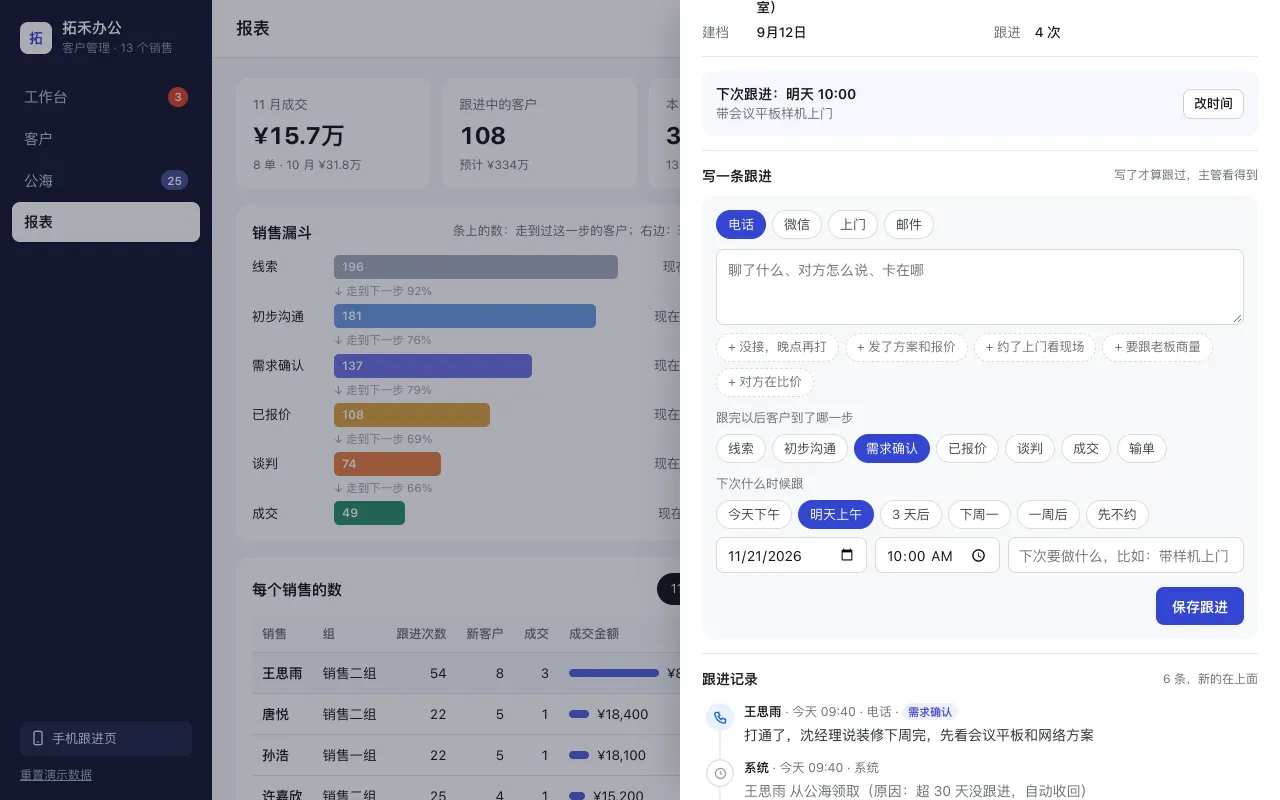 拓
拓禾办公
客户管理 · 13 个销售
工作台
3
客户
公海
25
报表
手机跟进页
重置演示数据
报表
11 月成交
¥15.7万
8 单 · 10 月 ¥31.8万
跟进中的客户
108
预计 ¥334万
本
3
13
销售漏斗
条上的数：走到过这一步的客户；右边：
线索
196
现在
↓ 走到下一步 92%
初步沟通
181
现在
↓ 走到下一步 76%
需求确认
137
现在
↓ 走到下一步 79%
已报价
108
现在
↓ 走到下一步 69%
谈判
74
现在
↓ 走到下一步 66%
成交
49
现在
每个销售的数
11
销售 组 跟进次数 新客户 成交 成交金额
王思雨 销售二组 54 8 3 ¥8
唐悦 销售二组 22 5 1 ¥18,400
孙浩 销售一组 22 5 1 ¥18,100
许嘉欣 销售二组 25 4 1 ¥15,200
室）
建档 9月12日
跟进 4 次
下次跟进：明天 10:00
带会议平板样机上门
改时间
写一条跟进
写了才算跟过，主管看得到
电话 微信 上门 邮件
聊了什么、对方怎么说、卡在哪
+ 没接，晚点再打 + 发了方案和报价 + 约了上门看现场 + 要跟老板商量
+ 对方在比价
跟完以后客户到了哪一步
线索 初步沟通 需求确认 已报价 谈判 成交 输单
下次什么时候跟
今天下午 明天上午 3 天后 下周一 一周后 先不约
11/21/2026 10:00 AM 下次要做什么，比如：带样机上门
保存跟进
跟进记录
6 条，新的在上面
王思雨 · 今天 09:40 · 电话 · 需求确认
打通了，沈经理说装修下周完，先看会议平板和网络方案
系统 · 今天 09:40 · 系统
王思雨 从公海领取（原因：超 30 天没跟进，自动收回）